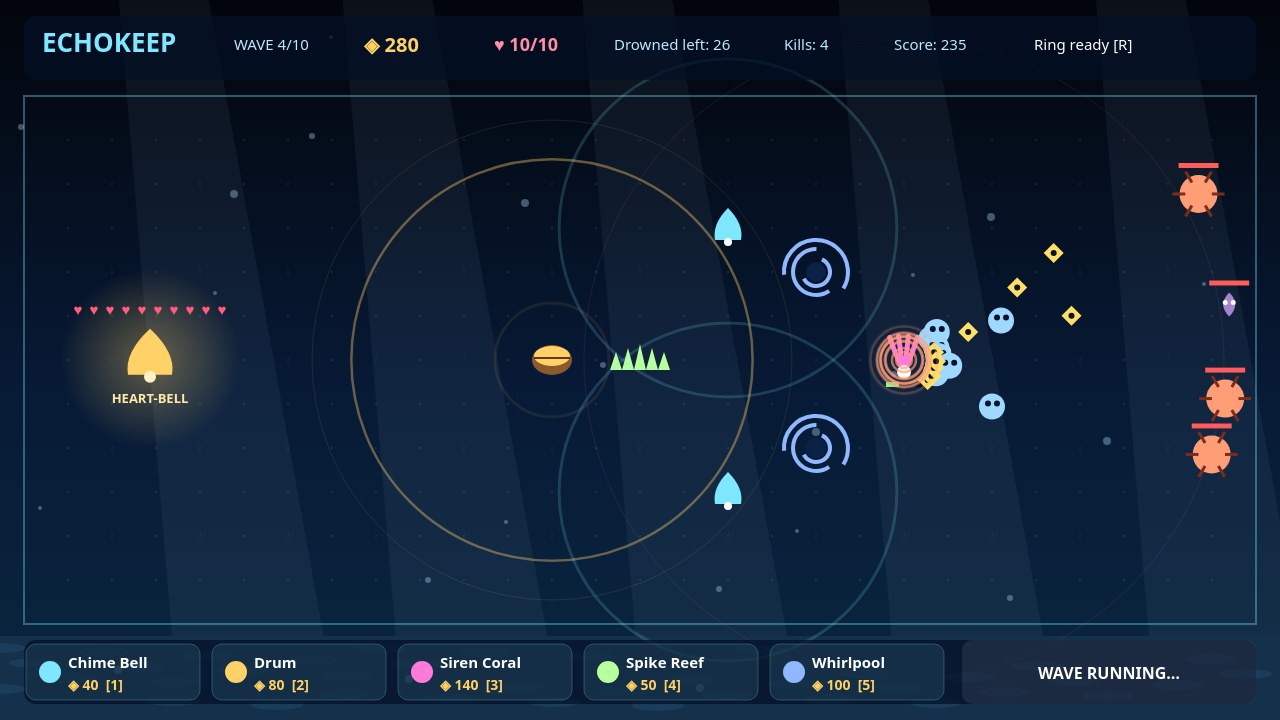 ECHOKEEP
WAVE 4/10
◈ 280
♥ 10/10
Drowned left: 26
Kills: 4
Score: 235
Ring ready [R]
HEART-BELL
Chime Bell
◈ 40 [1]
Drum
◈ 80 [2]
Siren Coral
◈ 140 [3]
Spike Reef
◈ 50 [4]
Whirlpool
◈ 100 [5]
WAVE RUNNING...